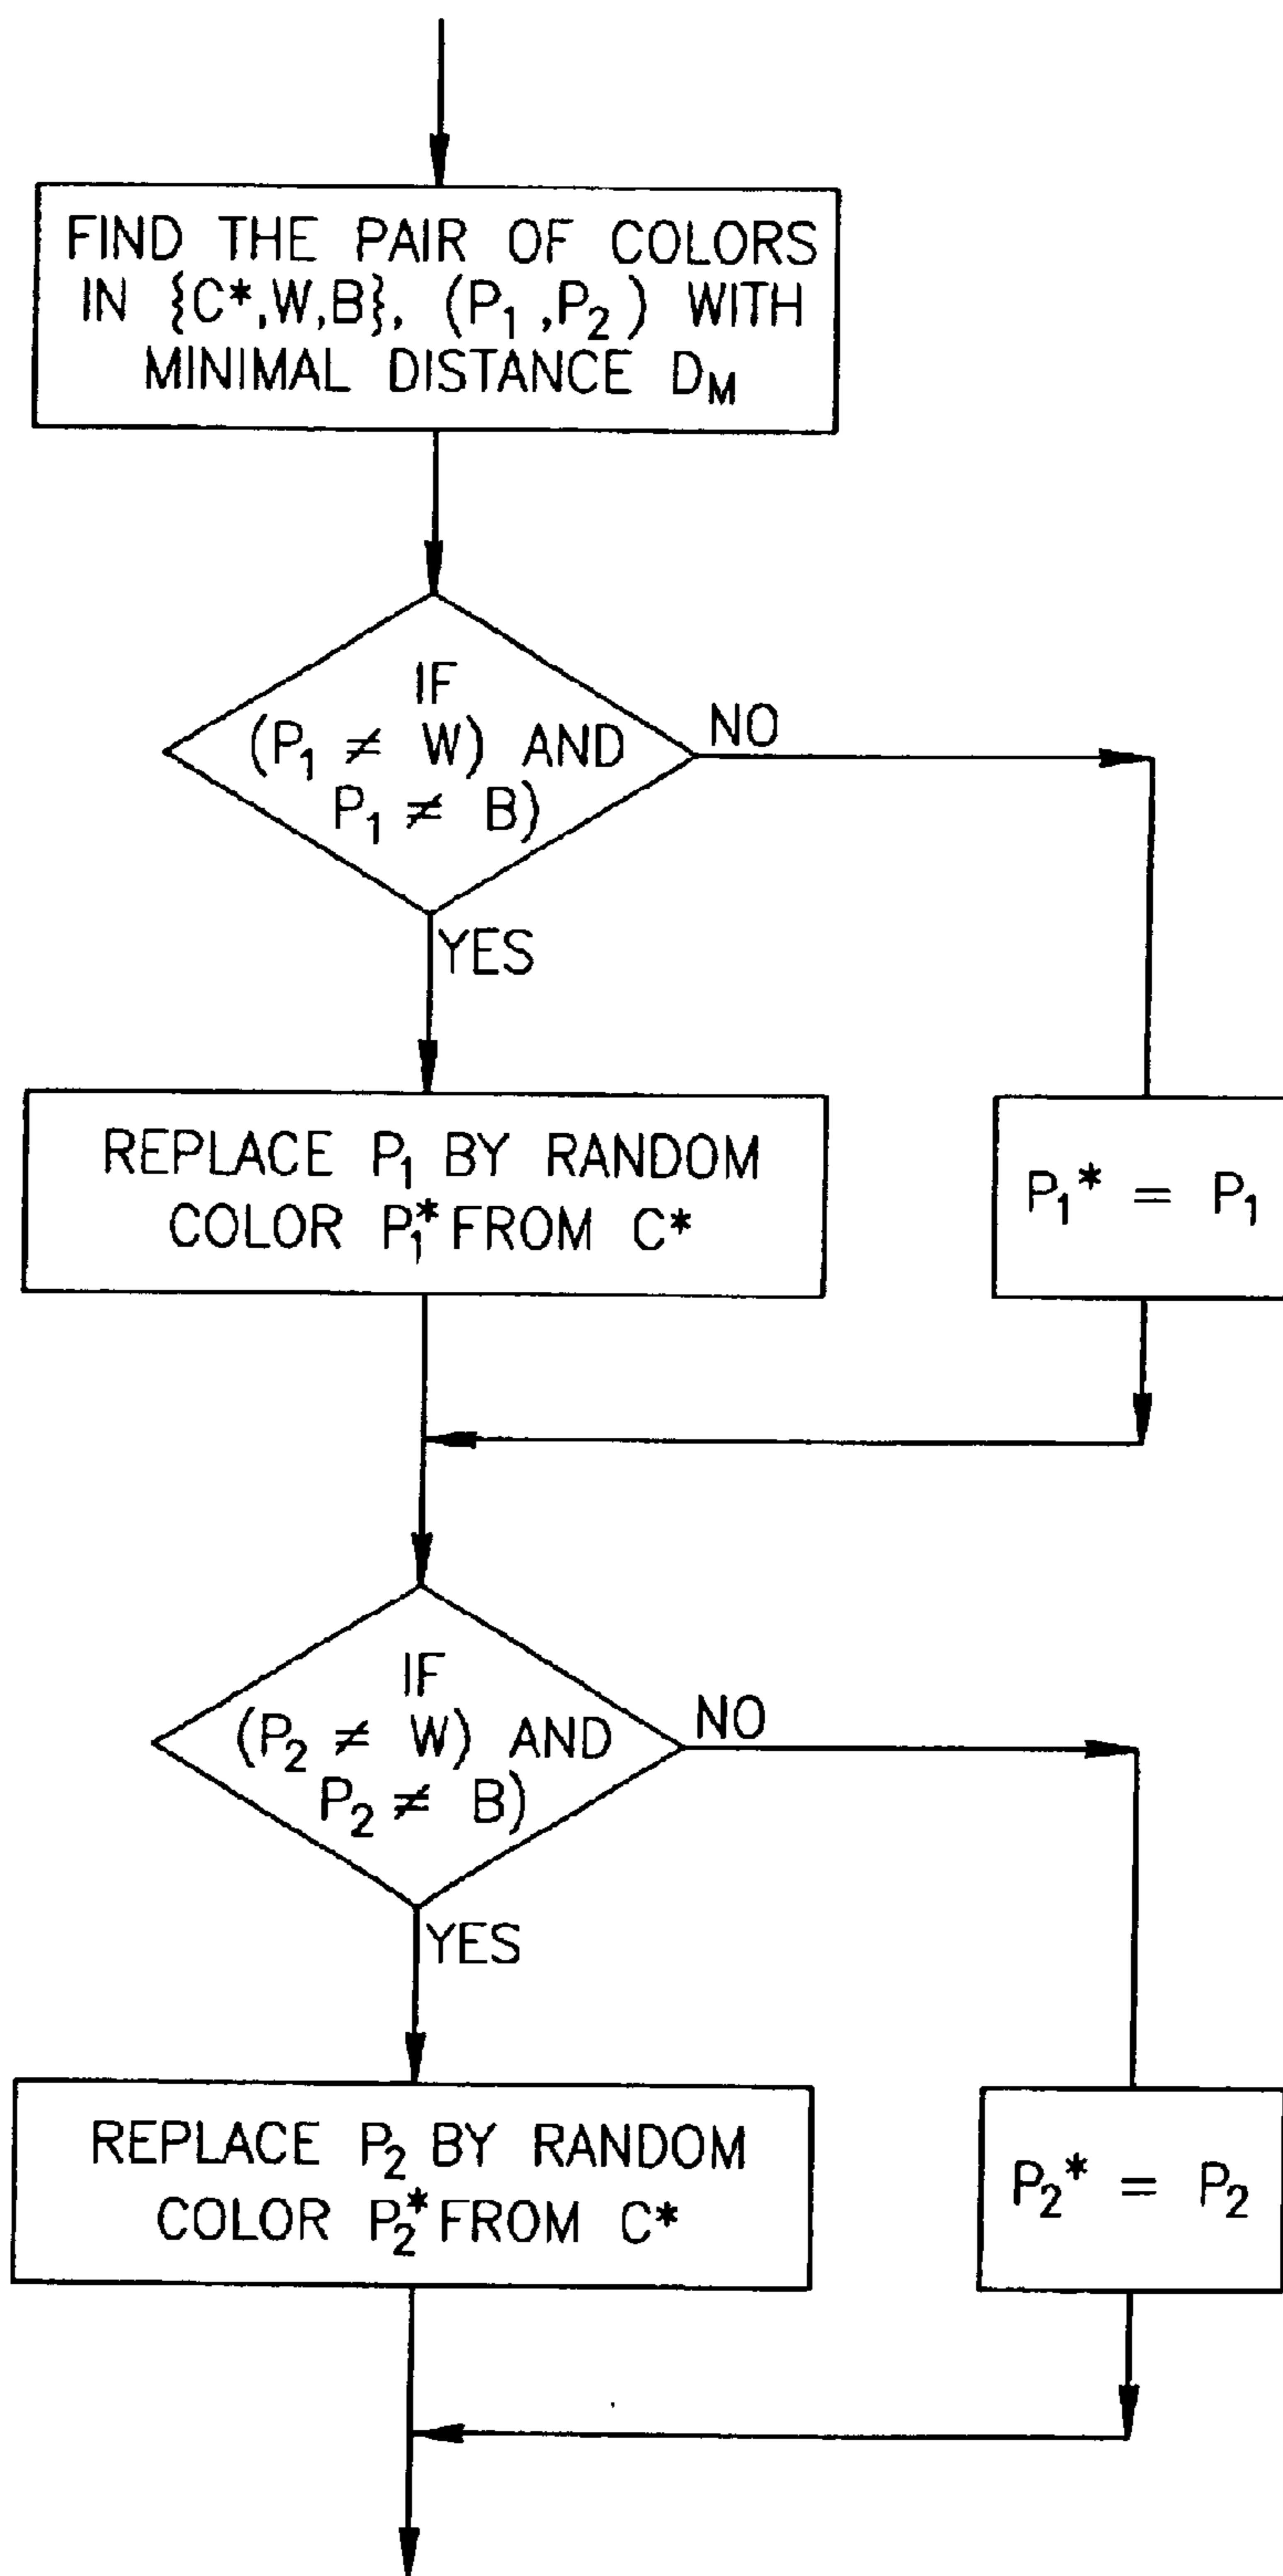 FIND THE PAIR OF COLORS
IN {C*,W,B}, (P₁,P₂) WITH
MINIMAL DISTANCE D_M
IF
(P₁ ≠ W) AND
P₁ ≠ B)
NO
YES
REPLACE P₁ BY RANDOM
COLOR P₁* FROM C*
P₁* = P₁
IF
(P₂ ≠ W) AND
P₂ ≠ B)
NO
YES
REPLACE P₂ BY RANDOM
COLOR P₂* FROM C*
P₂* = P₂